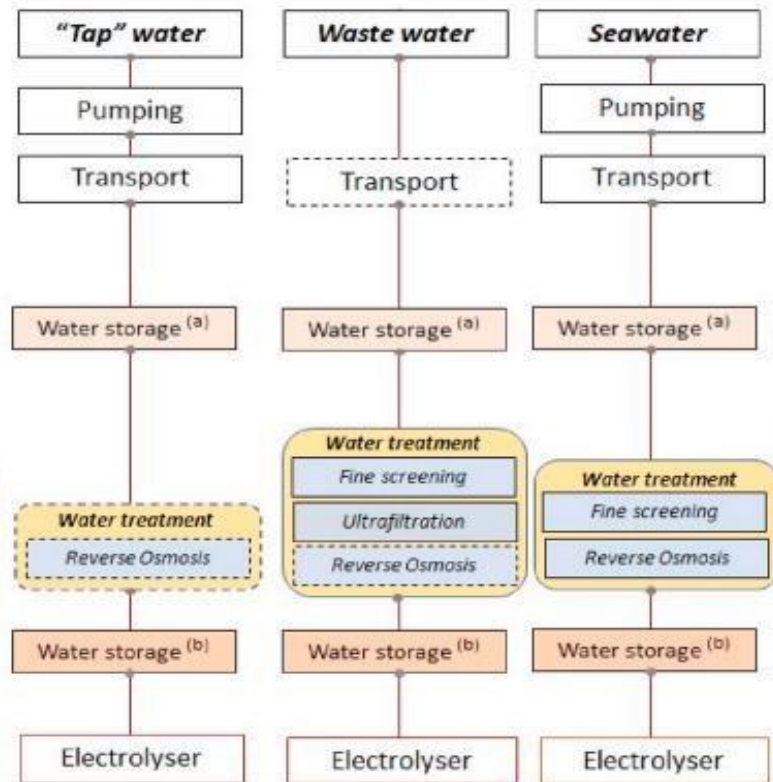 "Tap" water
Pumping
Transport
Water storage (a)
Water treatment
Reverse Osmosis
Water storage (b)
Electrolyser
Waste water
Transport
Water storage (a)
Water treatment
Fine screening
Ultrafiltration
Reverse Osmosis
Water storage (b)
Electrolyser
Seawater
Pumping
Transport
Water storage (a)
Water treatment
Fine screening
Reverse Osmosis
Water storage (b)
Electrolyser